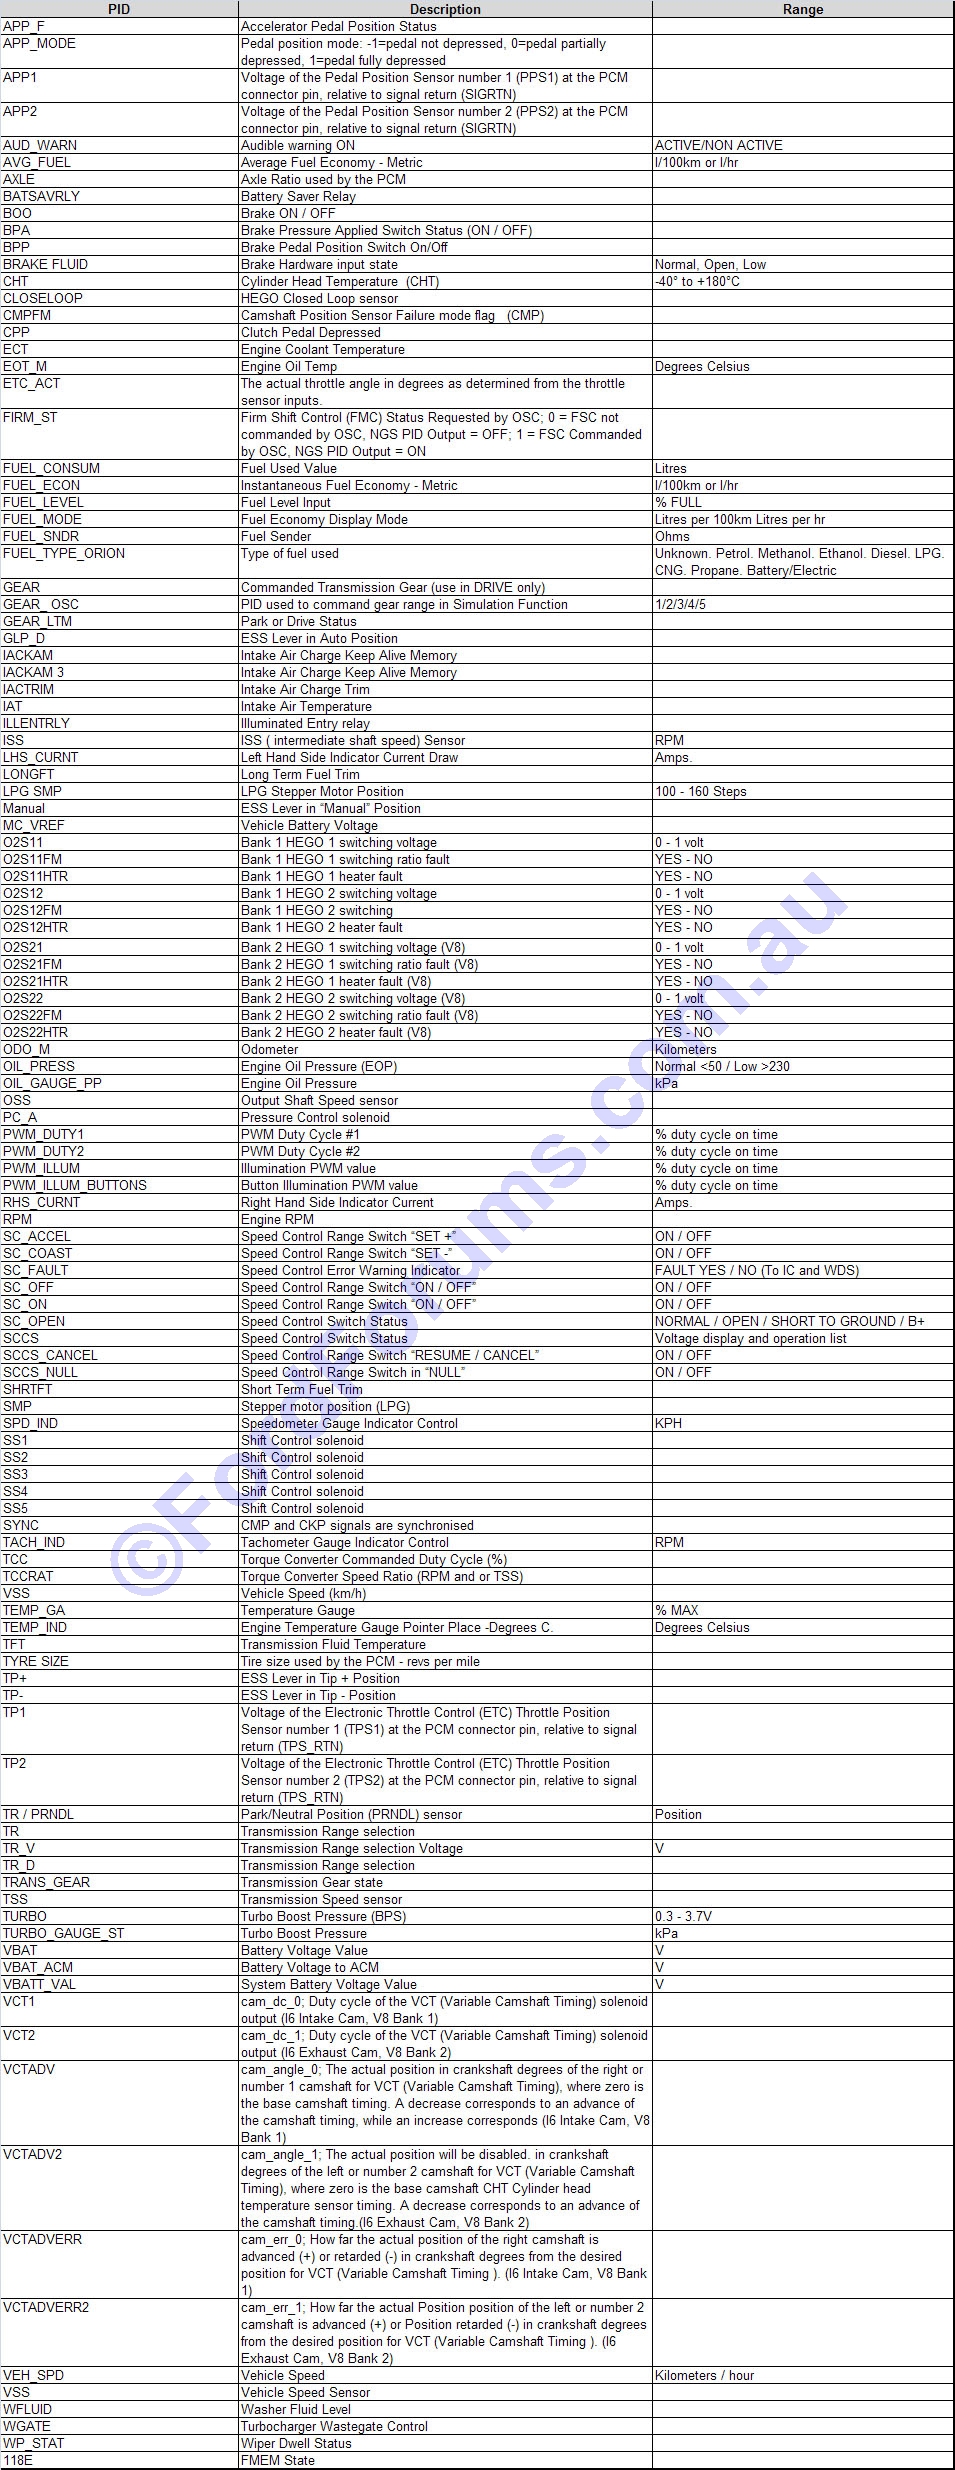 PID Description Range
APP_F Accelerator Pedal Position Status
APP_MODE Pedal position mode: -1=pedal not depressed, 0=pedal partially
depressed, 1=pedal fully depressed
APP1 Voltage of the Pedal Position Sensor number 1 (PPS1) at the PCM
connector pin, relative to signal return (SIGRTN)
APP2 Voltage of the Pedal Position Sensor number 2 (PPS2) at the PCM
connector pin, relative to signal return (SIGRTN)
AUD_WARN Audible warning ON ACTIVE/NON ACTIVE
AVG_FUEL Average Fuel Economy - Metric l/100km or l/hr
AXLE Axle Ratio used by the PCM
BATSAVRLY Battery Saver Relay
BOO Brake ON / OFF
BPA Brake Pressure Applied Switch Status (ON / OFF)
BPP Brake Pedal Position Switch On/Off
BRAKE FLUID Brake Hardware input state Normal, Open, Low
CHT Cylinder Head Temperature (CHT) -40° to +180°C
CLOSELOOP HEGO Closed Loop sensor
CMPFM Camshaft Position Sensor Failure mode flag (CMP)
CPP Clutch Pedal Depressed
ECT Engine Coolant Temperature
EOT_M Engine Oil Temp Degrees Celsius
ETC_ACT The actual throttle angle in degrees as determined from the throttle
sensor inputs.
FIRM_ST Firm Shift Control (FMC) Status Requested by OSC; 0 = FSC not
commanded by OSC, NGS PID Output = OFF; 1 = FSC Commanded
by OSC, NGS PID Output = ON
FUEL_CONSUM Fuel Used Value Litres
FUEL_ECON Instantaneous Fuel Economy - Metric l/100km or l/hr
FUEL_LEVEL Fuel Level Input % FULL
FUEL_MODE Fuel Economy Display Mode Litres per 100km Litres per hr
FUEL_SNDR Fuel Sender Ohms
FUEL_TYPE_ORION Type of fuel used Unknown. Petrol. Methanol. Ethanol. Diesel. LPG.
CNG. Propane. Battery/Electric
GEAR Commanded Transmission Gear (use in DRIVE only)
GEAR_ OSC PID used to command gear range in Simulation Function 1/2/3/4/5
GEAR_LTM Park or Drive Status
GLP_D ESS Lever in Auto Position
IACKAM Intake Air Charge Keep Alive Memory
IACKAM 3 Intake Air Charge Keep Alive Memory
IACTRIM Intake Air Charge Trim
IAT Intake Air Temperature
ILLENTRLY Illuminated Entry relay
ISS ISS ( intermediate shaft speed) Sensor RPM
LHS_CURNT Left Hand Side Indicator Current Draw Amps.
LONGFT Long Term Fuel Trim
LPG SMP LPG Stepper Motor Position 100 - 160 Steps
Manual ESS Lever in “Manual” Position
MC_VREF Vehicle Battery Voltage
O2S11 Bank 1 HEGO 1 switching voltage 0 - 1 volt
O2S11FM Bank 1 HEGO 1 switching ratio fault YES - NO
O2S11HTR Bank 1 HEGO 1 heater fault YES - NO
O2S12 Bank 1 HEGO 2 switching voltage 0 - 1 volt
O2S12FM Bank 1 HEGO 2 switching YES - NO
O2S12HTR Bank 1 HEGO 2 heater fault YES - NO
O2S21 Bank 2 HEGO 1 switching voltage (V8) 0 - 1 volt
O2S21FM Bank 2 HEGO 1 switching ratio fault (V8) YES - NO
O2S21HTR Bank 2 HEGO 1 heater fault (V8) YES - NO
O2S22 Bank 2 HEGO 2 switching voltage (V8) 0 - 1 volt
O2S22FM Bank 2 HEGO 2 switching ratio fault (V8) YES - NO
O2S22HTR Bank 2 HEGO 2 heater fault (V8) YES - NO
ODO_M Odometer Kilometers
OIL_PRESS Engine Oil Pressure (EOP) Normal <50 / Low >230
OIL_GAUGE_PP Engine Oil Pressure kPa
OSS Output Shaft Speed sensor
PC_A Pressure Control solenoid
PWM_DUTY1 PWM Duty Cycle #1 % duty cycle on time
PWM_DUTY2 PWM Duty Cycle #2 % duty cycle on time
PWM_ILLUM Illumination PWM value % duty cycle on time
PWM_ILLUM_BUTTONS Button Illumination PWM value % duty cycle on time
RHS_CURNT Right Hand Side Indicator Current Amps.
RPM Engine RPM
SC_ACCEL Speed Control Range Switch “SET +” ON / OFF
SC_COAST Speed Control Range Switch “SET -” ON / OFF
SC_FAULT Speed Control Error Warning Indicator FAULT YES / NO (To IC and WDS)
SC_OFF Speed Control Range Switch “ON / OFF” ON / OFF
SC_ON Speed Control Range Switch “ON / OFF” ON / OFF
SC_OPEN Speed Control Switch Status NORMAL / OPEN / SHORT TO GROUND / B+
SCCS Speed Control Switch Status Voltage display and operation list
SCCS_CANCEL Speed Control Range Switch “RESUME / CANCEL” ON / OFF
SCCS_NULL Speed Control Range Switch in “NULL” ON / OFF
SHRTFT Short Term Fuel Trim
SMP Stepper motor position (LPG)
SPD_IND Speedometer Gauge Indicator Control KPH
SS1 Shift Control solenoid
SS2 Shift Control solenoid
SS3 Shift Control solenoid
SS4 Shift Control solenoid
SS5 Shift Control solenoid
SYNC CMP and CKP signals are synchronised
TACH_IND Tachometer Gauge Indicator Control RPM
TCC Torque Converter Commanded Duty Cycle (%)
TCCRAT Torque Converter Speed Ratio (RPM and or TSS)
VSS Vehicle Speed (km/h)
TEMP_GA Temperature Gauge % MAX
TEMP_IND Engine Temperature Gauge Pointer Place -Degrees C. Degrees Celsius
TFT Transmission Fluid Temperature
TYRE SIZE Tire size used by the PCM - revs per mile
TP+ ESS Lever in Tip + Position
TP- ESS Lever in Tip - Position
TP1 Voltage of the Electronic Throttle Control (ETC) Throttle Position
Sensor number 1 (TPS1) at the PCM connector pin, relative to signal
return (TPS_RTN)
TP2 Voltage of the Electronic Throttle Control (ETC) Throttle Position
Sensor number 2 (TPS2) at the PCM connector pin, relative to signal
return (TPS_RTN)
TR / PRNDL Park/Neutral Position (PRNDL) sensor Position
TR Transmission Range selection
TR_V Transmission Range selection Voltage V
TR_D Transmission Range selection
TRANS_GEAR Transmission Gear state
TSS Transmission Speed sensor
TURBO Turbo Boost Pressure (BPS) 0.3 - 3.7V
TURBO_GAUGE_ST Turbo Boost Pressure kPa
VBAT Battery Voltage Value V
VBAT_ACM Battery Voltage to ACM V
VBATT_VAL System Battery Voltage Value V
VCT1 cam_dc_0; Duty cycle of the VCT (Variable Camshaft Timing) solenoid
output (I6 Intake Cam, V8 Bank 1)
VCT2 cam_dc_1; Duty cycle of the VCT (Variable Camshaft Timing) solenoid
output (I6 Exhaust Cam, V8 Bank 2)
VCTADV cam_angle_0; The actual position in crankshaft degrees of the right or
number 1 camshaft for VCT (Variable Camshaft Timing), where zero is
the base camshaft timing. A decrease corresponds to an advance of
the camshaft timing, while an increase corresponds (I6 Intake Cam, V8
Bank 1)
VCTADV2 cam_angle_1; The actual position will be disabled. in crankshaft
degrees of the left or number 2 camshaft for VCT (Variable Camshaft
Timing), where zero is the base camshaft CHT Cylinder head
temperature sensor timing. A decrease corresponds to an advance of
the camshaft timing.(I6 Exhaust Cam, V8 Bank 2)
VCTADVERR cam_err_0; How far the actual position of the right camshaft is
advanced (+) or retarded (-) in crankshaft degrees from the desired
position for VCT (Variable Camshaft Timing ). (I6 Intake Cam, V8 Bank
1)
VCTADVERR2 cam_err_1; How far the actual Position position of the left or number 2
camshaft is advanced (+) or Position retarded (-) in crankshaft degrees
from the desired position for VCT (Variable Camshaft Timing ). (I6
Exhaust Cam, V8 Bank 2)
VEH_SPD Vehicle Speed Kilometers / hour
VSS Vehicle Speed Sensor
WFLUID Washer Fluid Level
WGATE Turbocharger Wastegate Control
WP_STAT Wiper Dwell Status
118E FMEM State
©FordForums.com.au